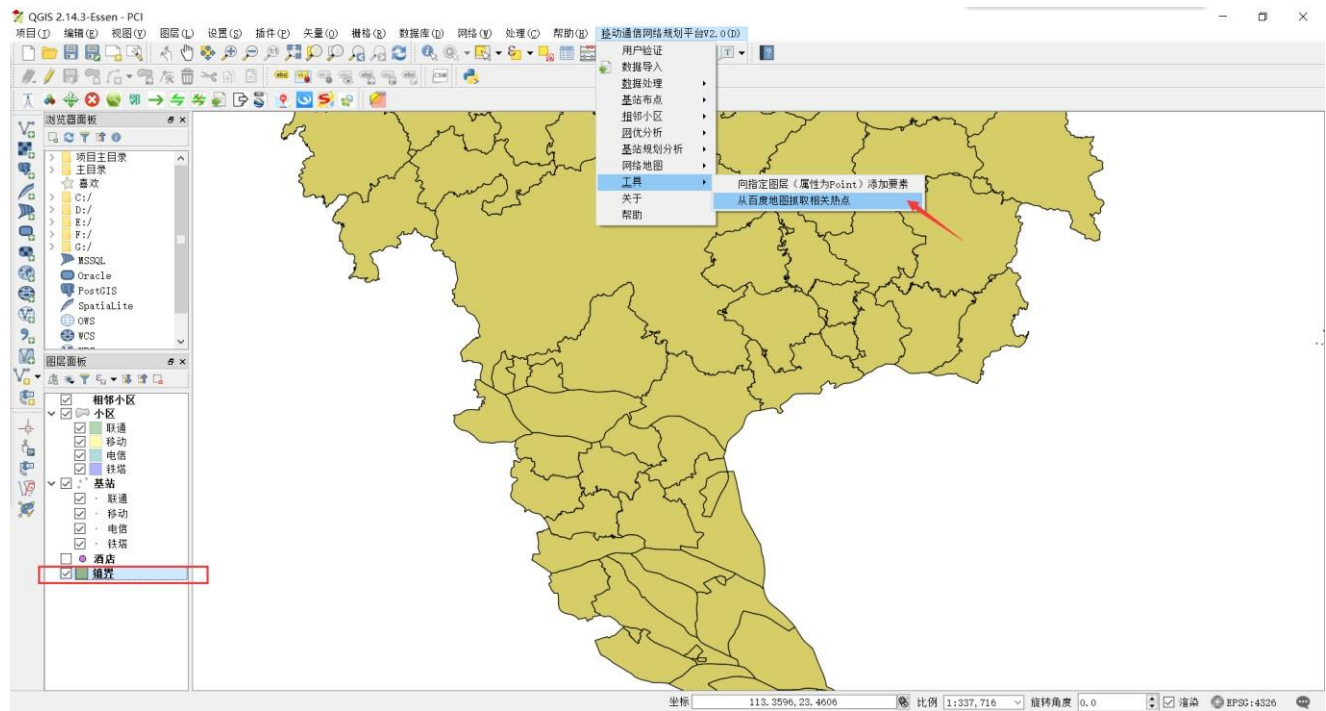 QGIS 2.14.3-Essen - PCI
项目(J) 编辑(E) 视图(V) 图层(L) 设置(S) 插件(P) 矢量(O) 栅格(R) 数据库(D) 网络(W) 处理(C) 帮助(H) 移动通信网络规划平台V2.0(D)
用户验证
数据导入
数据处理
基站布点
相邻小区
网优分析
基站规划分析
网络地图
工具
关于
帮助
向指定图层（属性为Point）添加要素
从百度地图抓取相关热点
浏览器面板
项目主目录
主目录
喜欢
C:/
D:/
E:/
F:/
G:/
MSSQL
Oracle
PostGIS
SpatiaLite
OWS
WCS
图层面板
相邻小区
小区
联通
移动
电信
铁塔
基站
联通
移动
电信
铁塔
酒店
镇界
坐标 113.3596,23.4606 比例 1:337,716 旋转角度 0.0 渲染 EPSG:4326